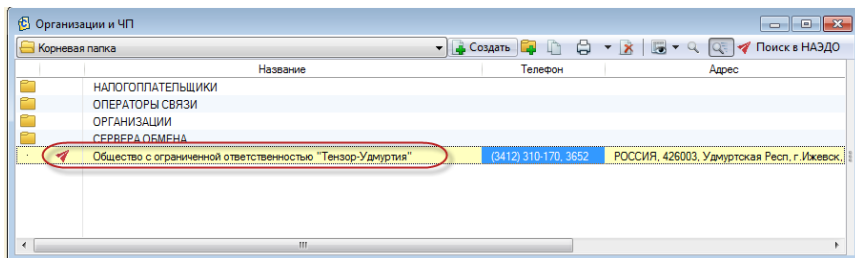 Организации и ЧП
Корневая папка Создать Поиск в НАЭДО
Название Телефон Адрес
НАЛОГОПЛАТЕЛЬЩИКИ
ОПЕРАТОРЫ СВЯЗИ
ОРГАНИЗАЦИИ
СЕРВЕРА ОБМЕНА
Общество с ограниченной ответственностью "Тензор-Удмуртия" (3412) 310-170, 3652 РОССИЯ, 426003, Удмуртская Респ, г.Ижевск,